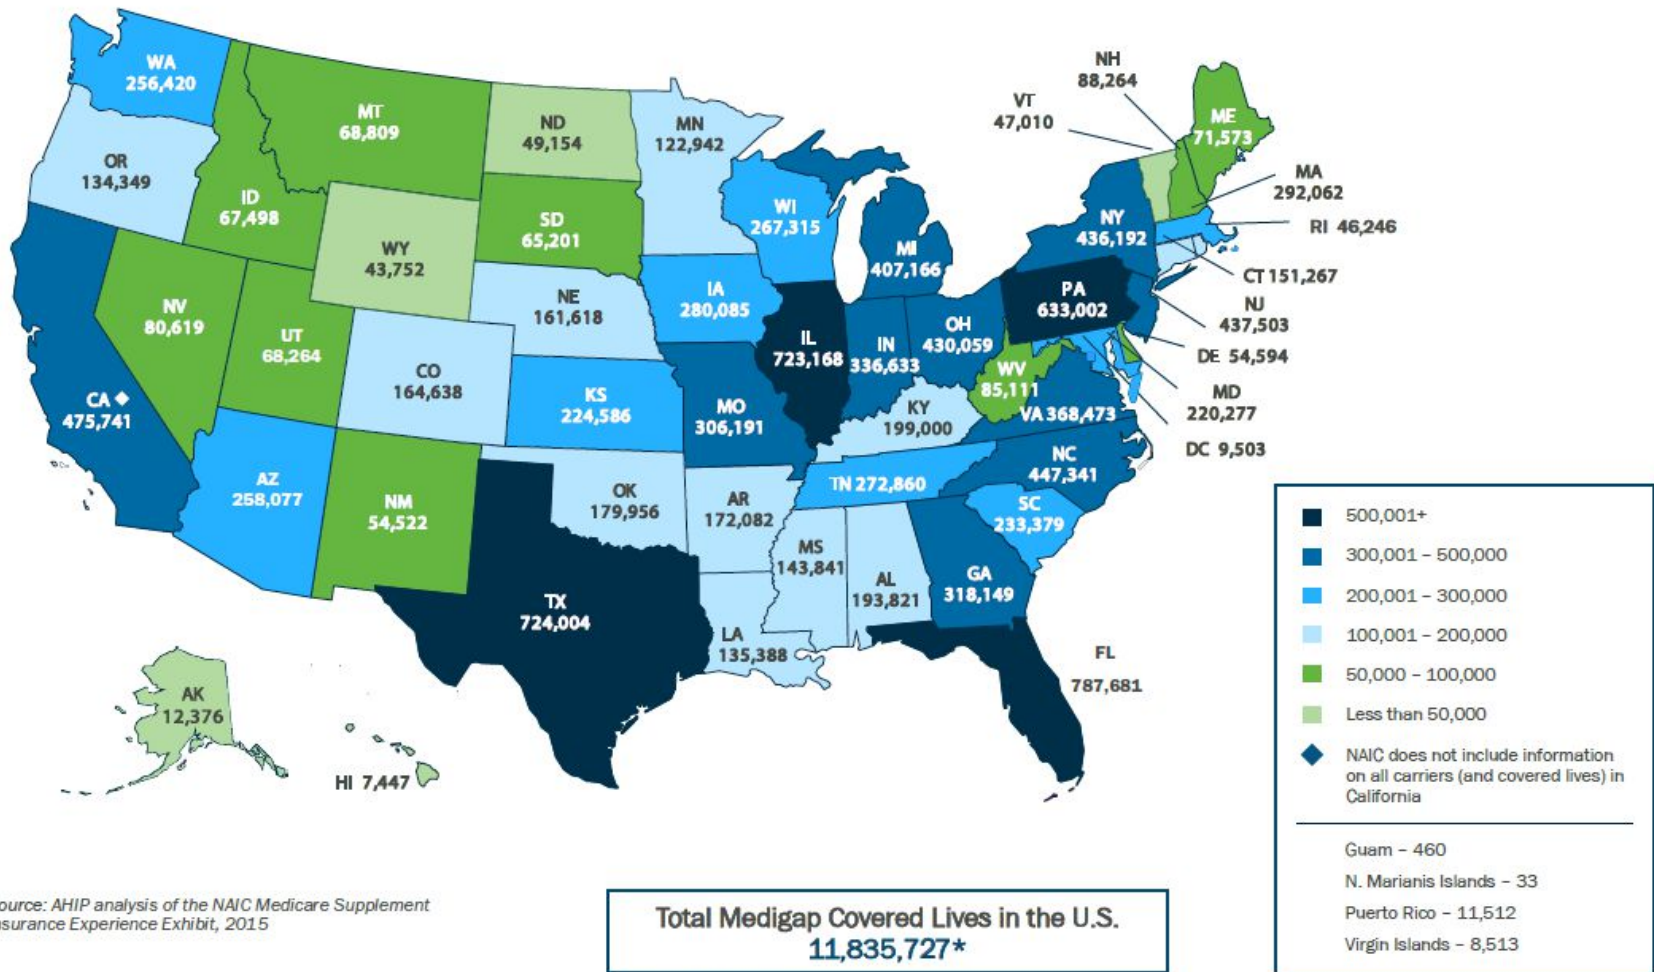 WA
256,420
OR
134,349
CA ◆
475,741
MT
68,809
ID
67,498
NV
80,619
UT
68,264
AZ
258,077
WY
43,752
CO
164,638
NM
54,522
ND
49,154
SD
65,201
NE
161,618
KS
224,586
OK
179,956
TX
724,004
MN
122,942
IA
280,085
MO
306,191
AR
172,082
LA
135,388
WI
267,315
IL
723,168
MI
407,166
IN
336,633
OH
430,059
KY
199,000
TN 272,860
MS
143,841
AL
193,821
GA
318,149
FL
787,681
SC
233,379
NC
447,341
VA 368,473
WV
85,111
PA
633,002
NY
436,192
VT
47,010
NH
88,264
ME
71,573
MA
292,062
RI 46,246
CT 151,267
NJ
437,503
DE 54,594
MD
220,277
DC 9,503
AK
12,376
HI 7,447
500,001+
300,001 – 500,000
200,001 – 300,000
100,001 – 200,000
50,000 – 100,000
Less than 50,000
NAIC does not include information
on all carriers (and covered lives) in
California
Guam – 460
N. Marianis Islands – 33
Puerto Rico – 11,512
Virgin Islands – 8,513
ource: AHIP analysis of the NAIC Medicare Supplement
surance Experience Exhibit, 2015
Total Medigap Covered Lives in the U.S.
11,835,727*